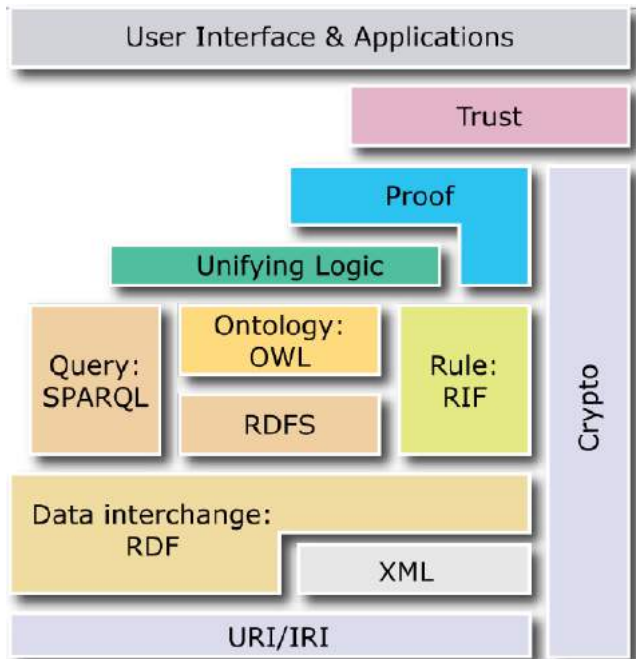 User Interface & Applications
Trust
Proof
Unifying Logic
Query:
SPARQL
Ontology:
OWL
RDFS
Rule:
RIF
Crypto
Data interchange:
RDF
XML
URI/IRI